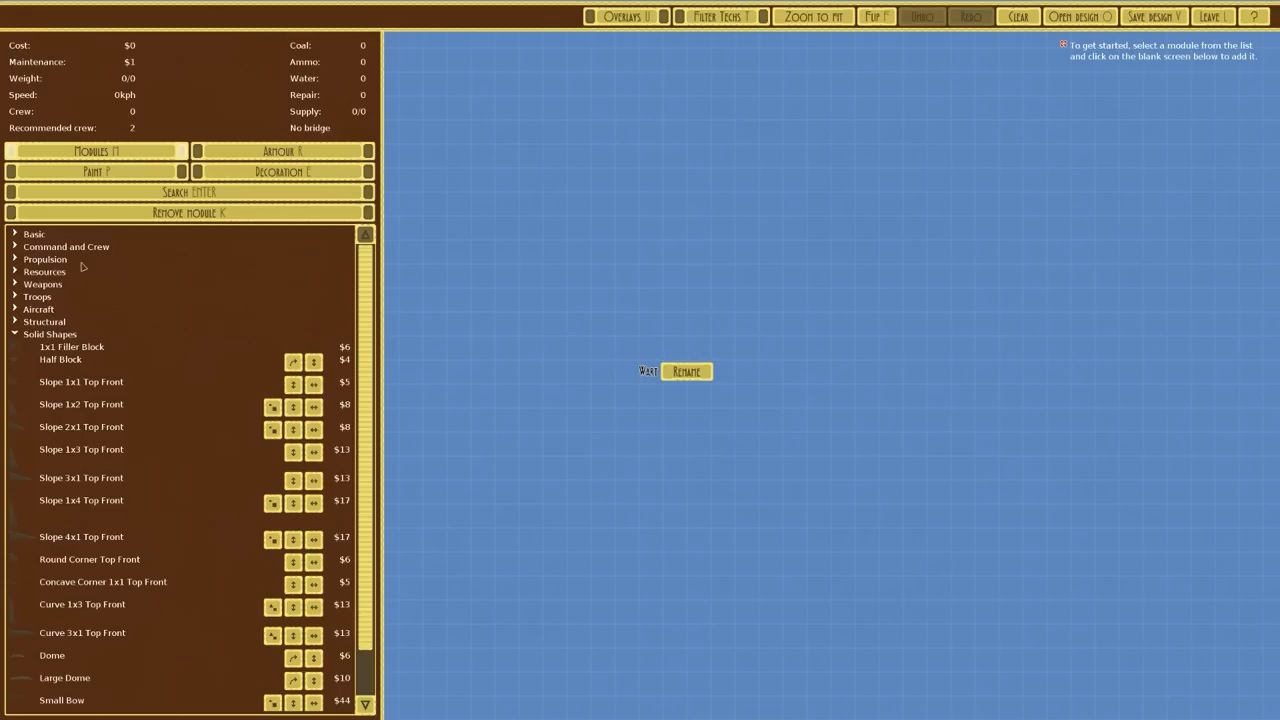 OVERLAYS U
FILTER TECHS T
ZOOM TO FIT
FLIP F
UNDO
REDO
CLEAR
OPEN DESIGN O
SAVE DESIGN V
LEAVE L
?
Cost: $0
Coal: 0
Maintenance: $1
Ammo: 0
Weight: 0/0
Water: 0
Speed: 0kph
Repair: 0
Crew: 0
Supply: 0/0
Recommended crew: 2
No bridge
To get started, select a module from the list
and click on the blank screen below to add it.
MODULES M
ARMOUR R
PAINT P
DECORATION E
SEARCH ENTER
REMOVE MODULE K
Basic
Command and Crew
Propulsion
Resources
Weapons
Troops
Aircraft
Structural
Solid Shapes
1x1 Filler Block $6
Half Block $4
Slope 1x1 Top Front $5
Slope 1x2 Top Front $8
Slope 2x1 Top Front $8
Slope 1x3 Top Front $13
Slope 3x1 Top Front $13
Slope 1x4 Top Front $17
Slope 4x1 Top Front $17
Round Corner Top Front $6
Concave Corner 1x1 Top Front $5
Curve 1x3 Top Front $13
Curve 3x1 Top Front $13
Dome $6
Large Dome $10
Small Bow $44
WART
RENAME